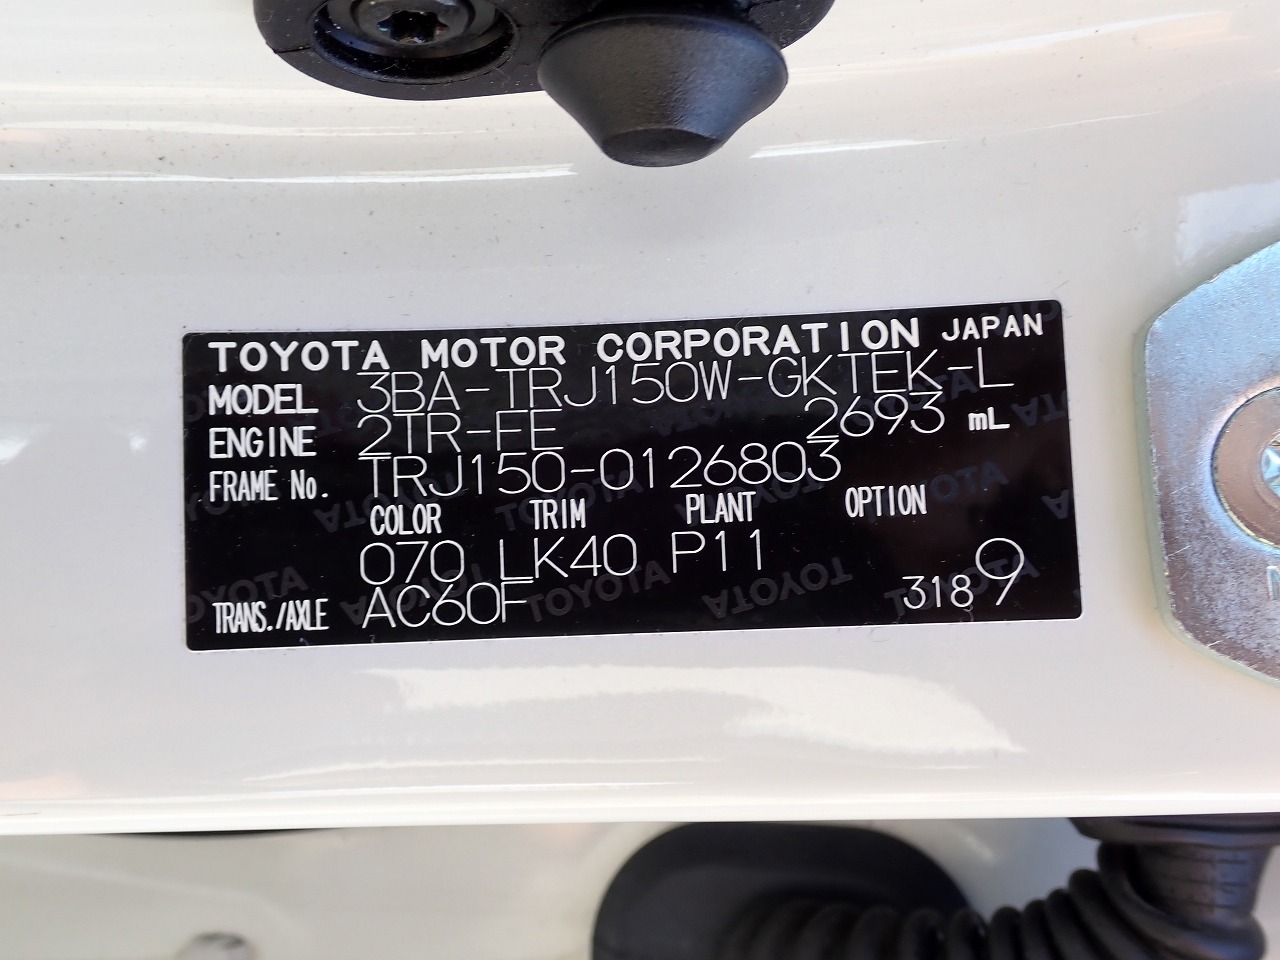 TOYOTA MOTOR CORPORATION JAPAN
MODEL 3BA-TRJ150W-GKTEK-L
ENGINE 2TR-FE 2693 mL
FRAME No. TRJ150-0126803
COLOR TRIM PLANT OPTION
070 LK40 P11
TRANS./AXLE AC60F 3189